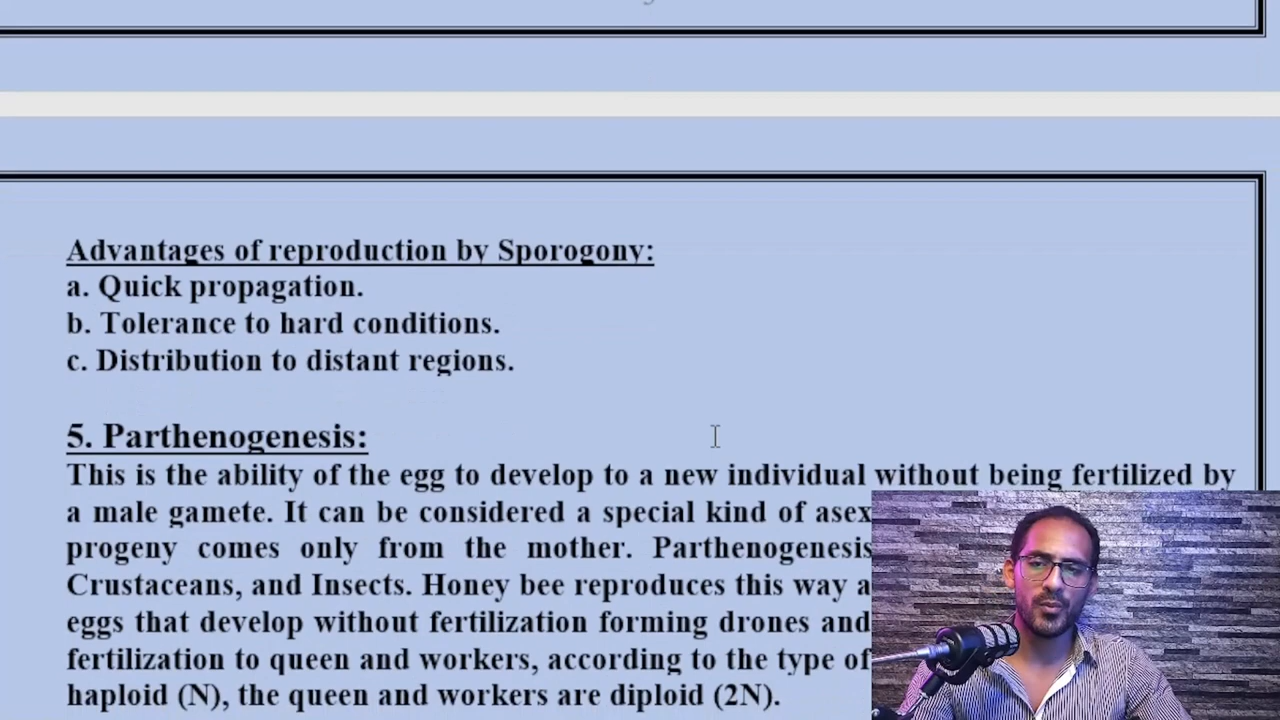 Advantages of reproduction by Sporogony:
a. Quick propagation.
b. Tolerance to hard conditions.
c. Distribution to distant regions.
5. Parthenogenesis:
This is the ability of the egg to develop to a new individual without being fertilized by
a male gamete. It can be considered a special kind of
progeny comes only from the mother. Parthenogenesis
Crustaceans, and Insects. Honey bee reproduces this way
eggs that develop without fertilization forming drones and
fertilization to queen and workers, according to the type of
haploid (N), the queen and workers are diploid (2N).